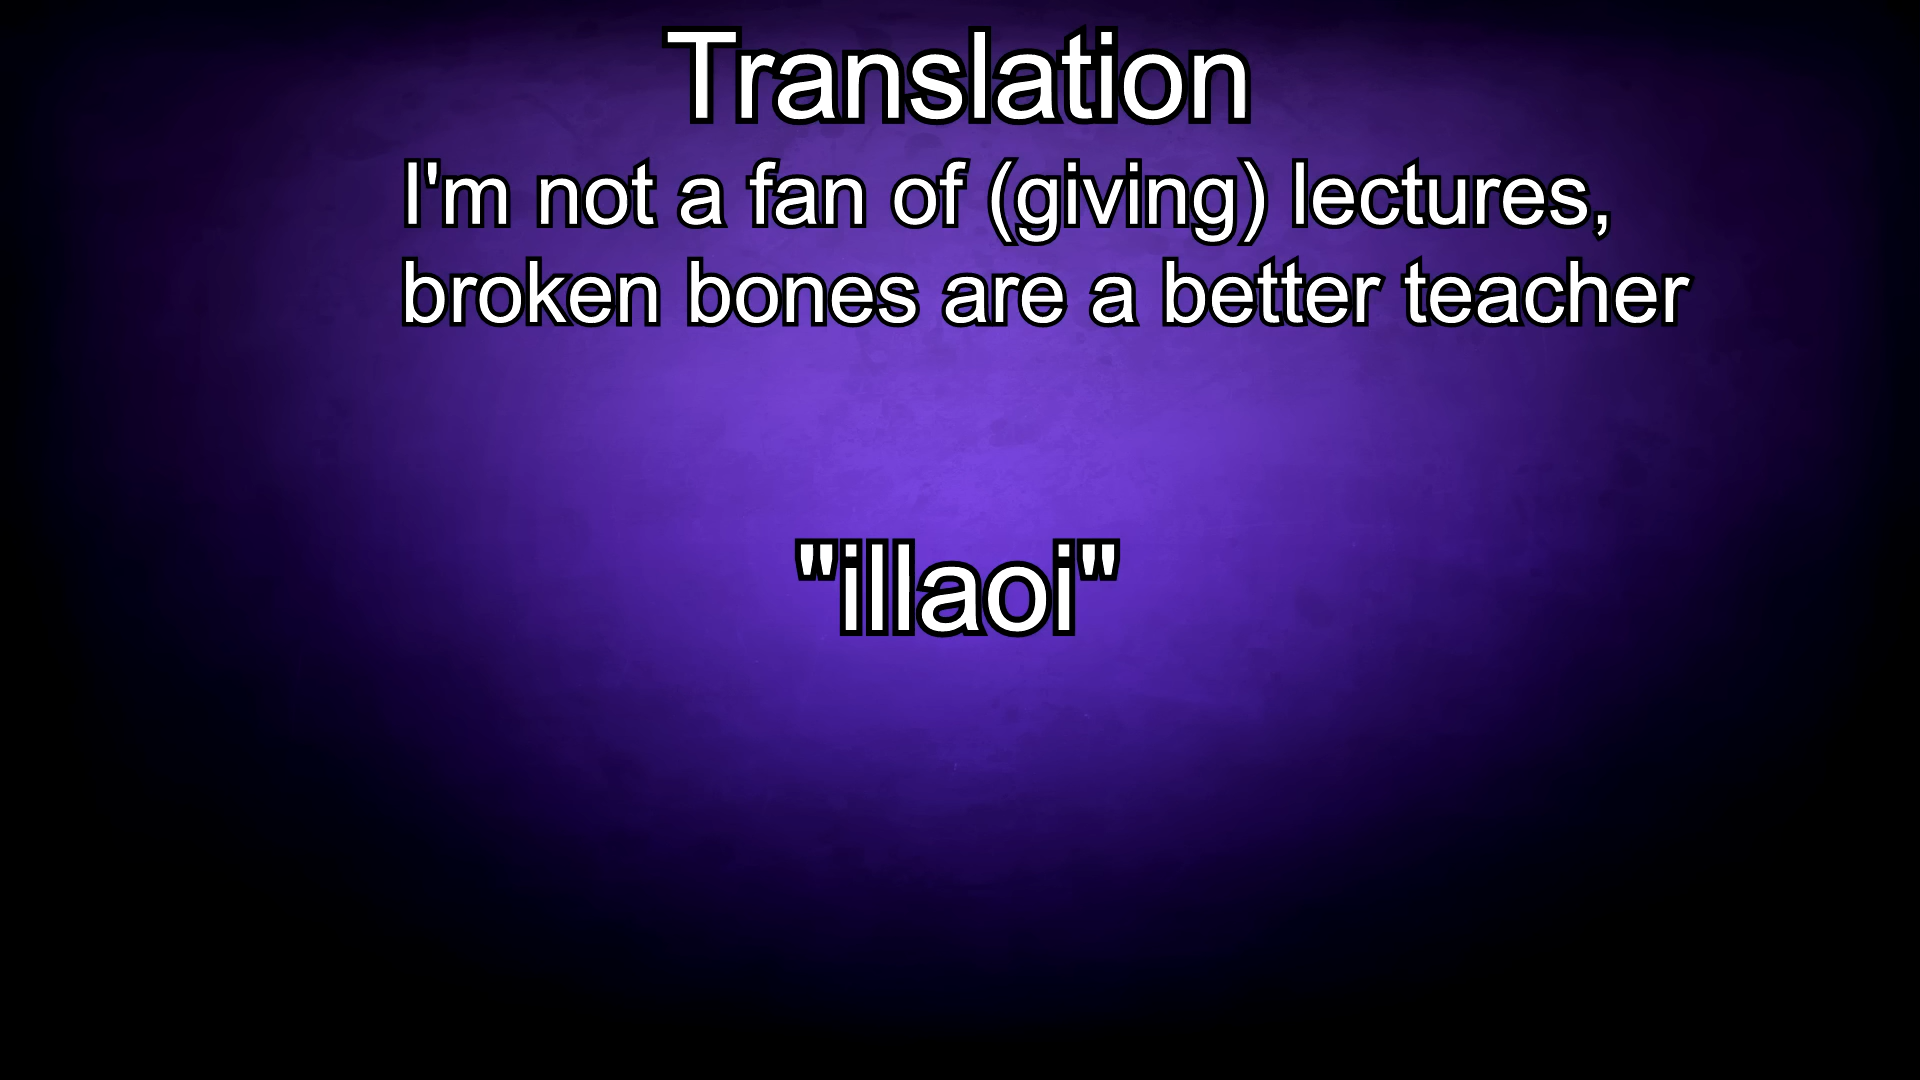 Translation
I'm not a fan of (giving) lectures,
broken bones are a better teacher
"illaoi"